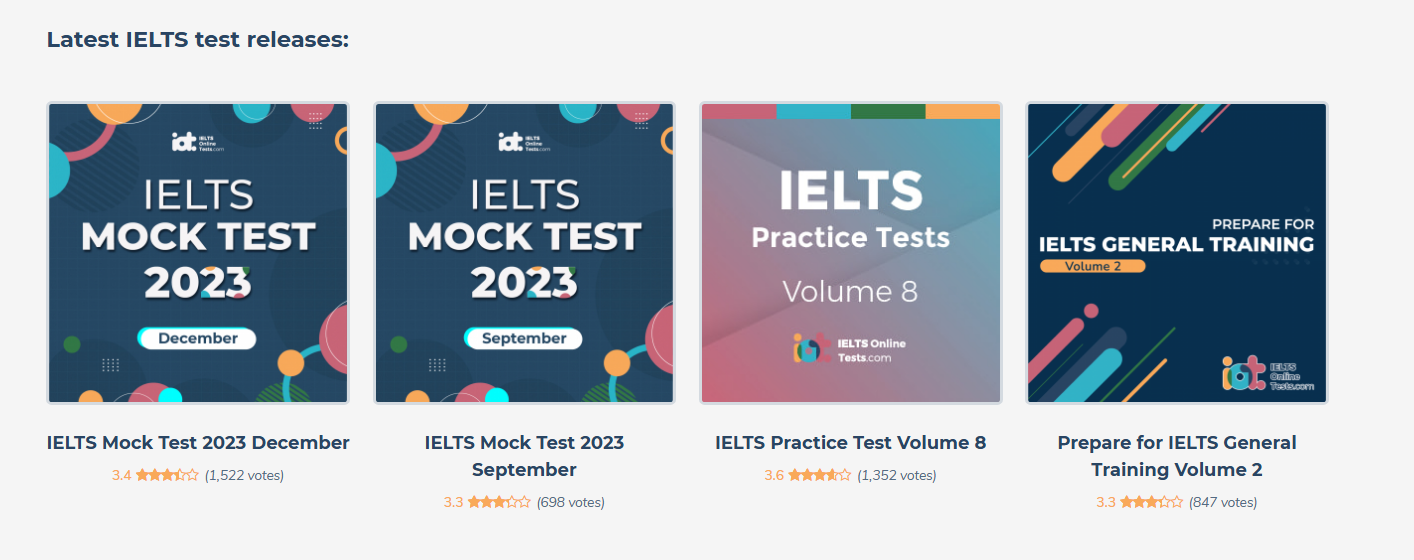 Latest IELTS test releases:
iot IELTS
Online
Tests.com
IELTS
MOCK TEST
2023
December
IELTS Mock Test 2023 December
3.4 (1,522 votes)
iot IELTS
Online
Tests.com
IELTS
MOCK TEST
2023
September
IELTS Mock Test 2023
September
3.3 (698 votes)
IELTS
Practice Tests
Volume 8
iot IELTS Online
Tests.com
IELTS Practice Test Volume 8
3.6 (1,352 votes)
PREPARE FOR
IELTS GENERAL TRAINING
Volume 2
iot IELTS
Online
Tests.com
Prepare for IELTS General
Training Volume 2
3.3 (847 votes)